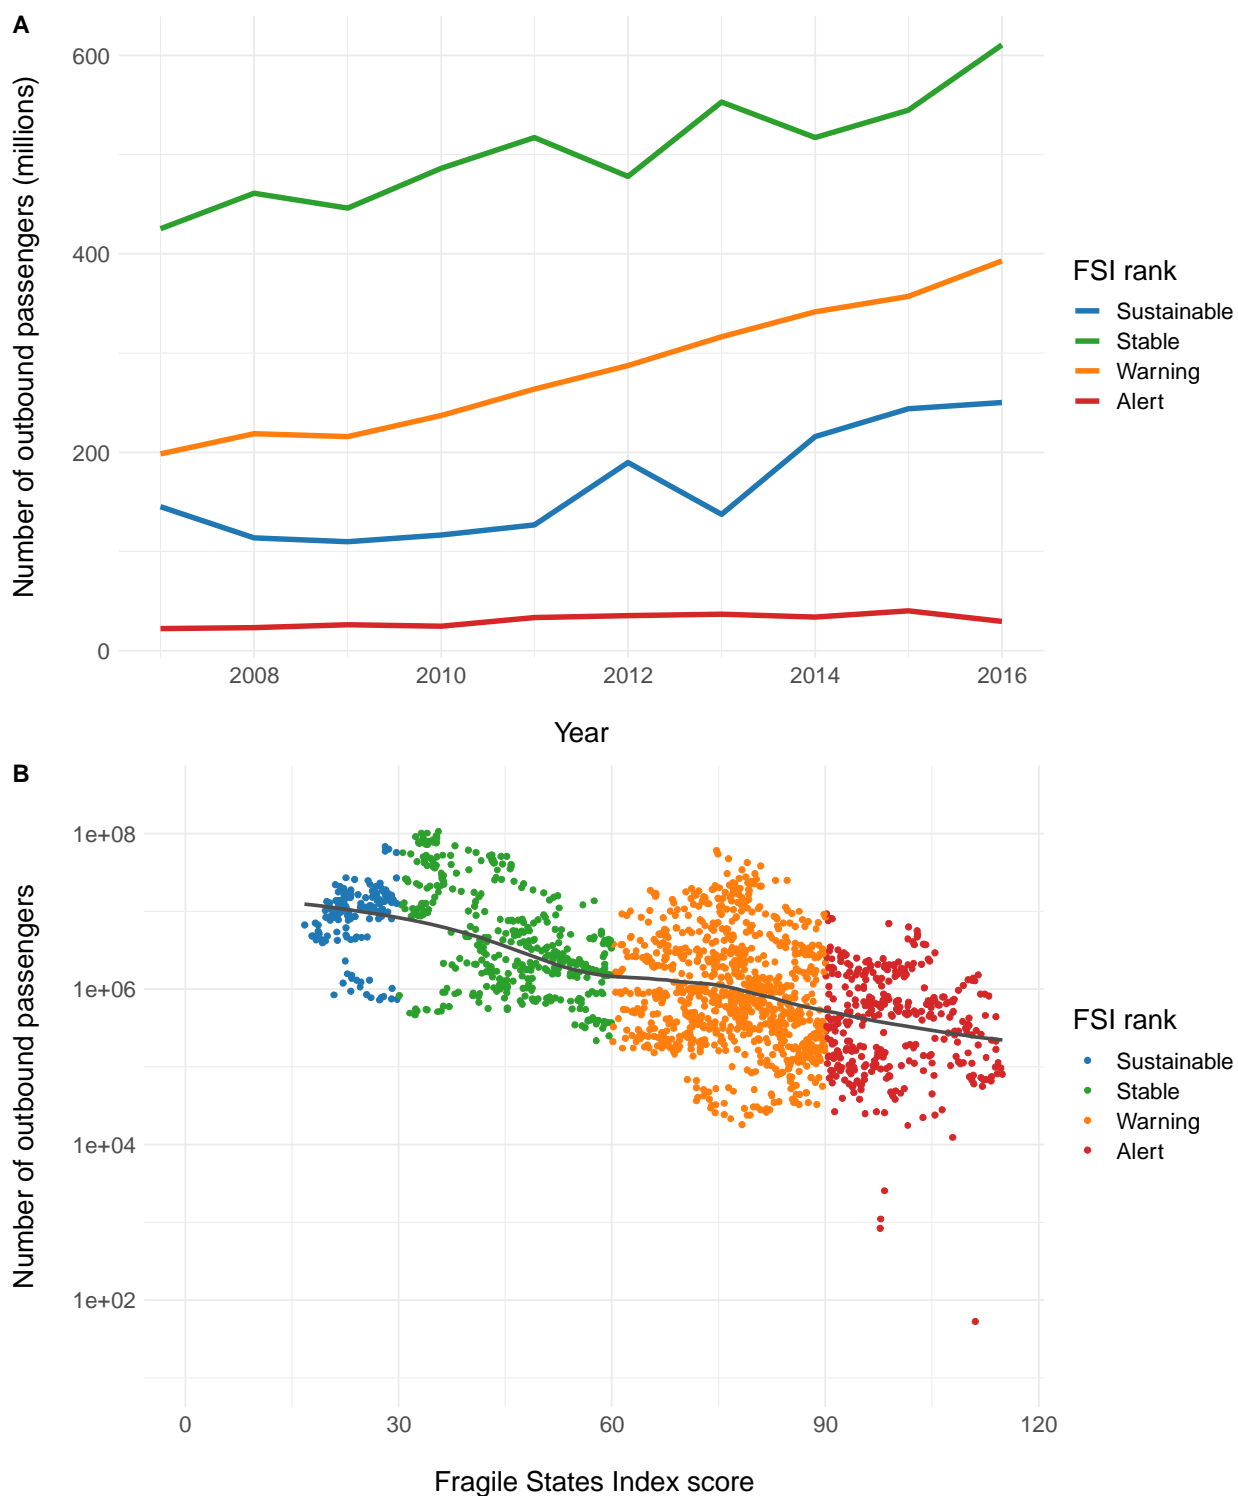 A
Number of outbound passengers (millions)
600
400
200
0
2008 2010 2012 2014 2016
Year
FSI rank
Sustainable
Stable
Warning
Alert
B
Number of outbound passengers
1e+08
1e+06
1e+04
1e+02
0 30 60 90 120
Fragile States Index score
FSI rank
Sustainable
Stable
Warning
Alert